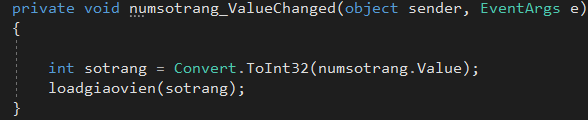 private void numsotrang_ValueChanged(object sender, EventArgs e)
{
int sotrang = Convert.ToInt32(numsotrang.Value);
loadgiaovien(sotrang);
}